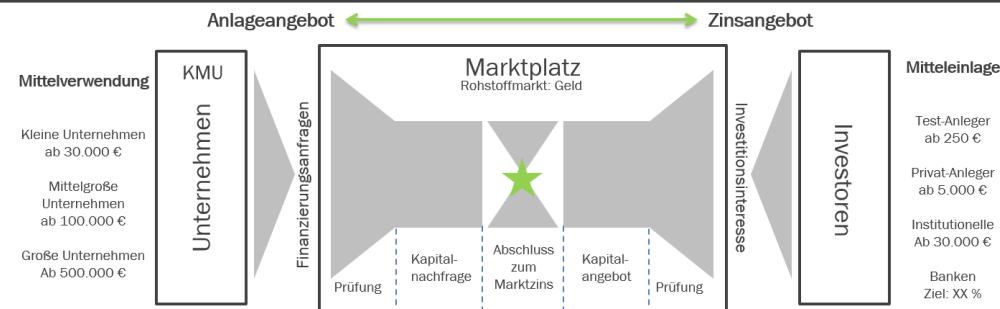 Anlageangebot
Zinsangebot
Mittelverwendung
Kleine Unternehmen
ab 30.000 €
Mittelgroße
Unternehmen
ab 100.000 €
Große Unternehmen
Ab 500.000 €
KMU
Unternehmen
Finanzierungsanfragen
Marktplatz
Rohstoffmarkt: Geld
Prüfung
Kapital-
nachfrage
Abschluss
zum
Marktzins
Kapital-
angebot
Prüfung
Investitionsinteresse
Investoren
Mitteleinlage
Test-Anleger
ab 250 €
Privat-Anleger
ab 5.000 €
Institutionelle
Ab 30.000 €
Banken
Ziel: XX %